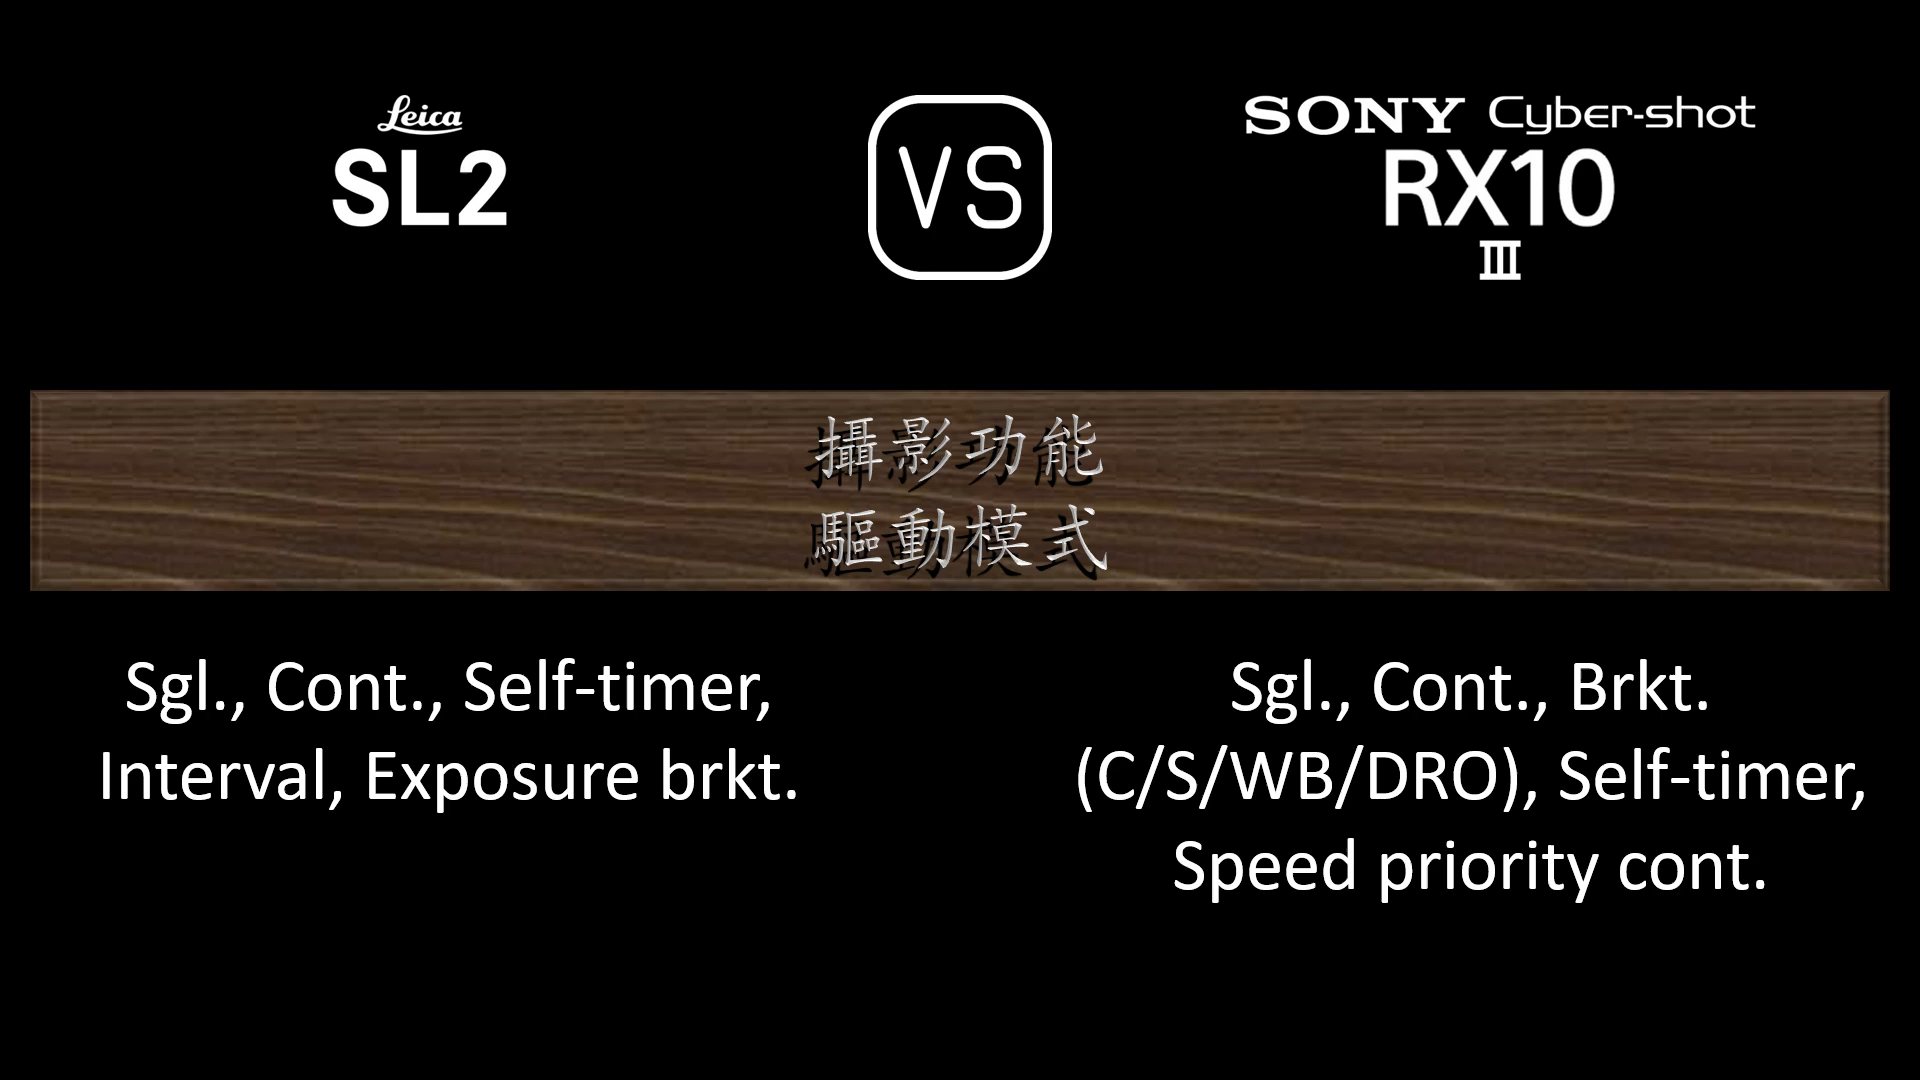 Leica
SL2
VS
SONY Cyber-shot
RX10
III
攝影功能
驅動模式
Sgl., Cont., Self-timer,
Interval, Exposure brkt.
Sgl., Cont., Brkt.
(C/S/WB/DRO), Self-timer,
Speed priority cont.